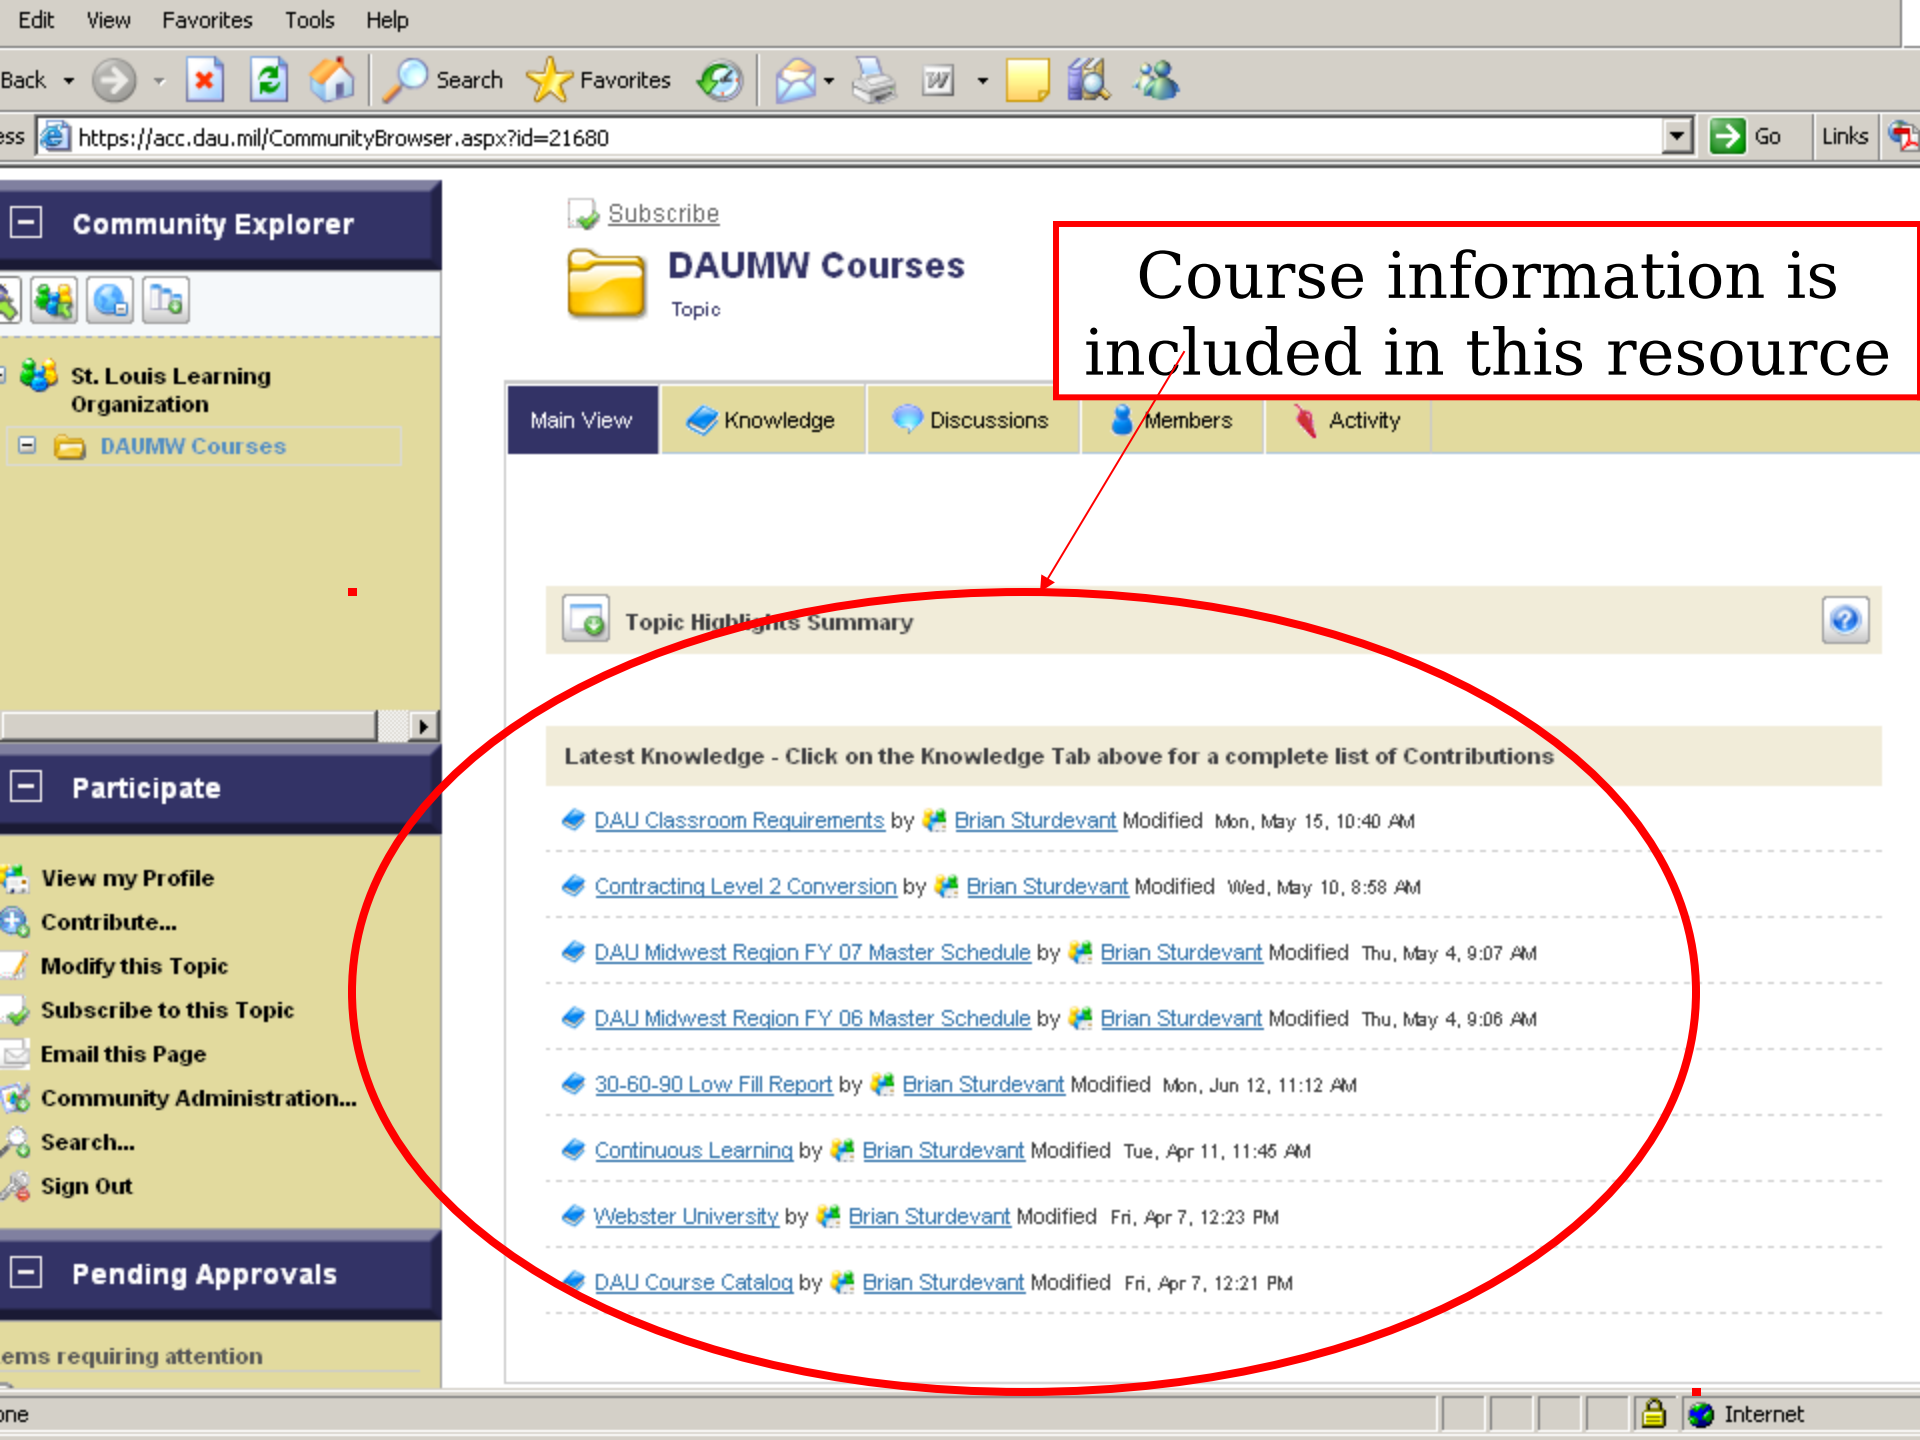 Edit View Favorites Tools Help
Back Search Favorites
https://acc.dau.mil/CommunityBrowser.aspx?id=21680 Go Links
Community Explorer
St. Louis Learning
Organization
DAUMW Courses
Subscribe
DAUMW Courses
Topic
Course information is
included in this resource
Main View Knowledge Discussions Members Activity
Topic Highlights Summary
Latest Knowledge - Click on the Knowledge Tab above for a complete list of Contributions
DAU Classroom Requirements by Brian Sturdevant Modified Mon, May 15, 10:40 AM
Contracting Level 2 Conversion by Brian Sturdevant Modified Wed, May 10, 8:58 AM
DAU Midwest Region FY 07 Master Schedule by Brian Sturdevant Modified Thu, May 4, 9:07 AM
DAU Midwest Region FY 06 Master Schedule by Brian Sturdevant Modified Thu, May 4, 9:06 AM
30-60-90 Low Fill Report by Brian Sturdevant Modified Mon, Jun 12, 11:12 AM
Continuous Learning by Brian Sturdevant Modified Tue, Apr 11, 11:45 AM
Webster University by Brian Sturdevant Modified Fri, Apr 7, 12:23 PM
DAU Course Catalog by Brian Sturdevant Modified Fri, Apr 7, 12:21 PM
Participate
View my Profile
Contribute...
Modify this Topic
Subscribe to this Topic
Email this Page
Community Administration...
Search...
Sign Out
Pending Approvals
requiring attention
Internet